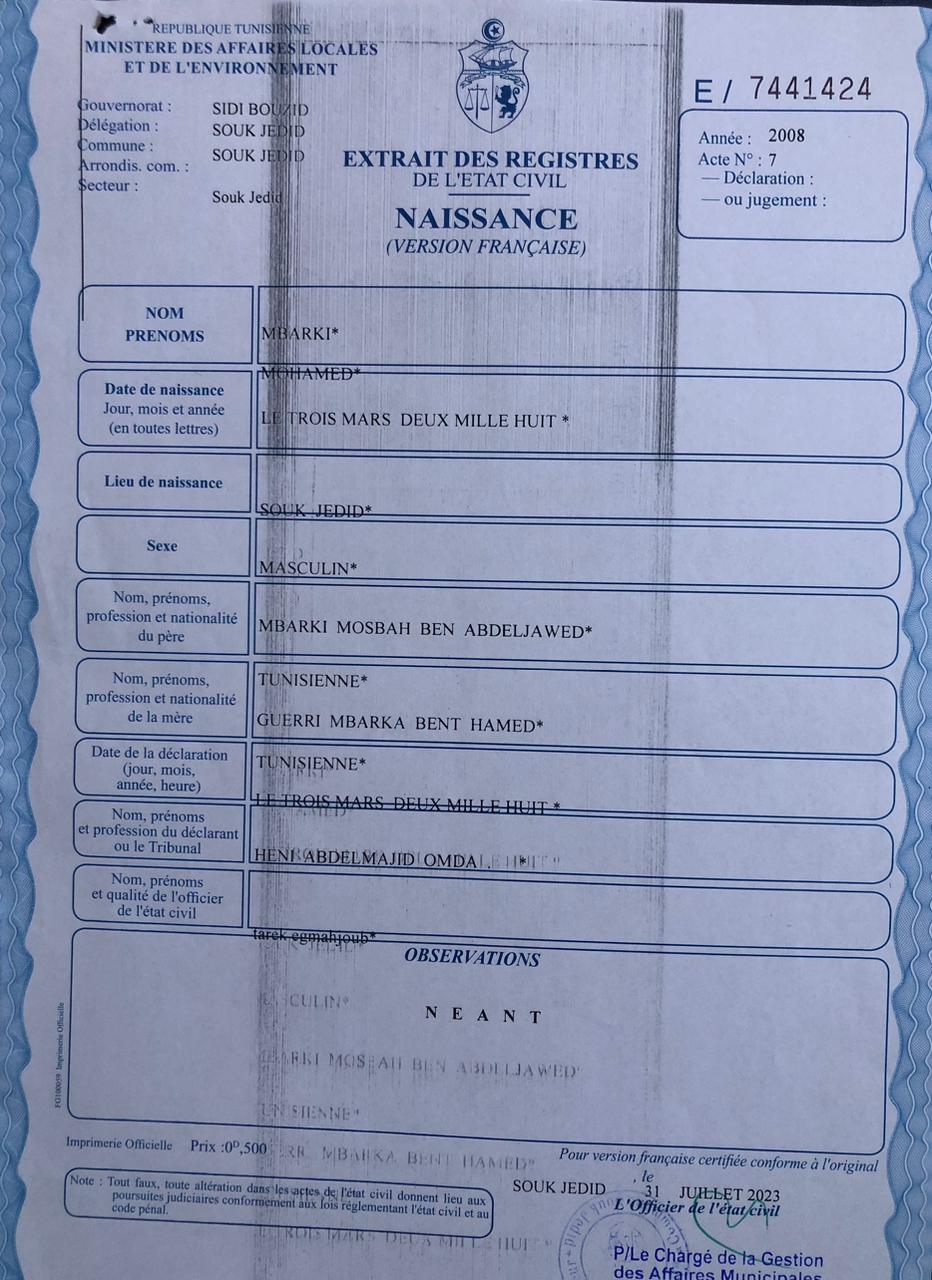 REPUBLIQUE TUNISIENNE
MINISTERE DES AFFAIRES LOCALES
ET DE L'ENVIRONNEMENT
Gouvernorat : SIDI BOUZID
Délégation : SOUK JEDID
Commune : SOUK JEDID
Arrondis. com. :
Secteur : Souk Jedid
E / 7441424
Année : 2008
Acte N° : 7
— Déclaration :
— ou jugement :
EXTRAIT DES REGISTRES
DE L'ETAT CIVIL
NAISSANCE
(VERSION FRANÇAISE)
NOM
PRENOMS
MBARKI*
MOHAMED*
Date de naissance
Jour, mois et année
(en toutes lettres)
LE TROIS MARS DEUX MILLE HUIT *
Lieu de naissance
SOUK JEDID*
Sexe
MASCULIN*
Nom, prénoms,
profession et nationalité
du père
MBARKI MOSBAH BEN ABDELJAWED*
TUNISIENNE*
Nom, prénoms,
profession et nationalité
de la mère
GUERRI MBARKA BENT HAMED*
TUNISIENNE*
Date de la déclaration
(jour, mois,
année, heure)
LE TROIS MARS DEUX MILLE HUIT *
Nom, prénoms
et profession du déclarant
ou le Tribunal
HENI ABDELMAJID OMDA . *
Nom, prénoms
et qualité de l'officier
de l'état civil
tarek egmahjoub*
OBSERVATIONS
N E A N T
FG100059 Imprimerie Officielle
Imprimerie Officielle Prix :0ᴰ,500
Pour version française certifiée conforme à l'original
SOUK JEDID , le 31 JUILLET 2023
L'Officier de l'état civil
Note : Tout faux, toute altération dans les actes de l'état civil donnent lieu aux
poursuites judiciaires conformement aux lois réglementant l'état civil et au
code pénal.
P/Le Chargé de la Gestion
des Affaires Municipales